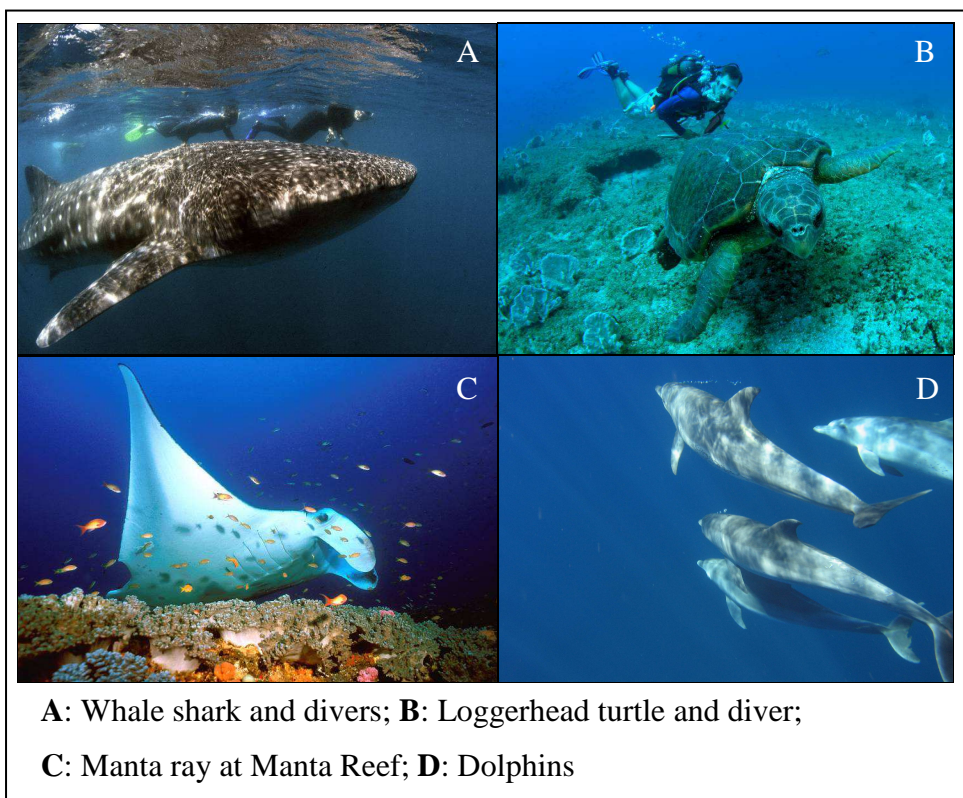 A
B
C
D
A: Whale shark and divers; B: Loggerhead turtle and diver;
C: Manta ray at Manta Reef; D: Dolphins